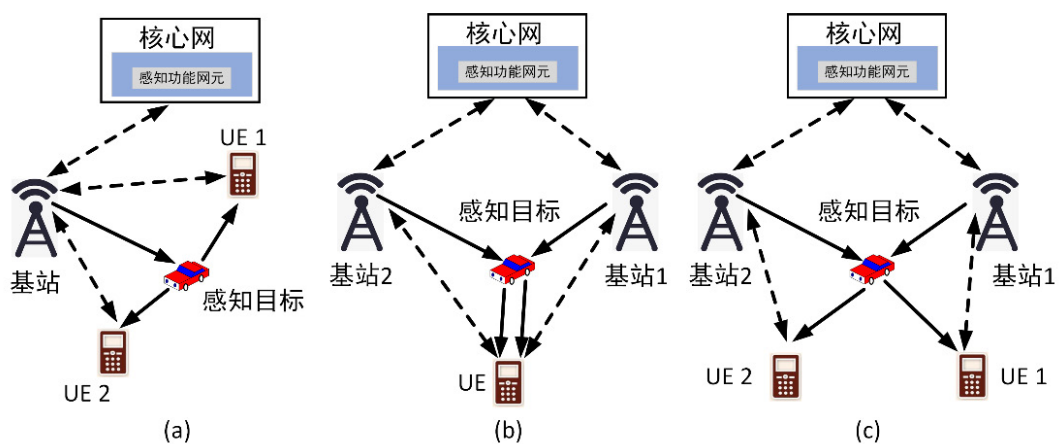 核心网
感知功能网元
UE 1
基站
感知目标
UE 2
(a)
核心网
感知功能网元
感知目标
基站2
基站1
UE
(b)
核心网
感知功能网元
感知目标
基站2
基站1
UE 2
UE 1
(c)